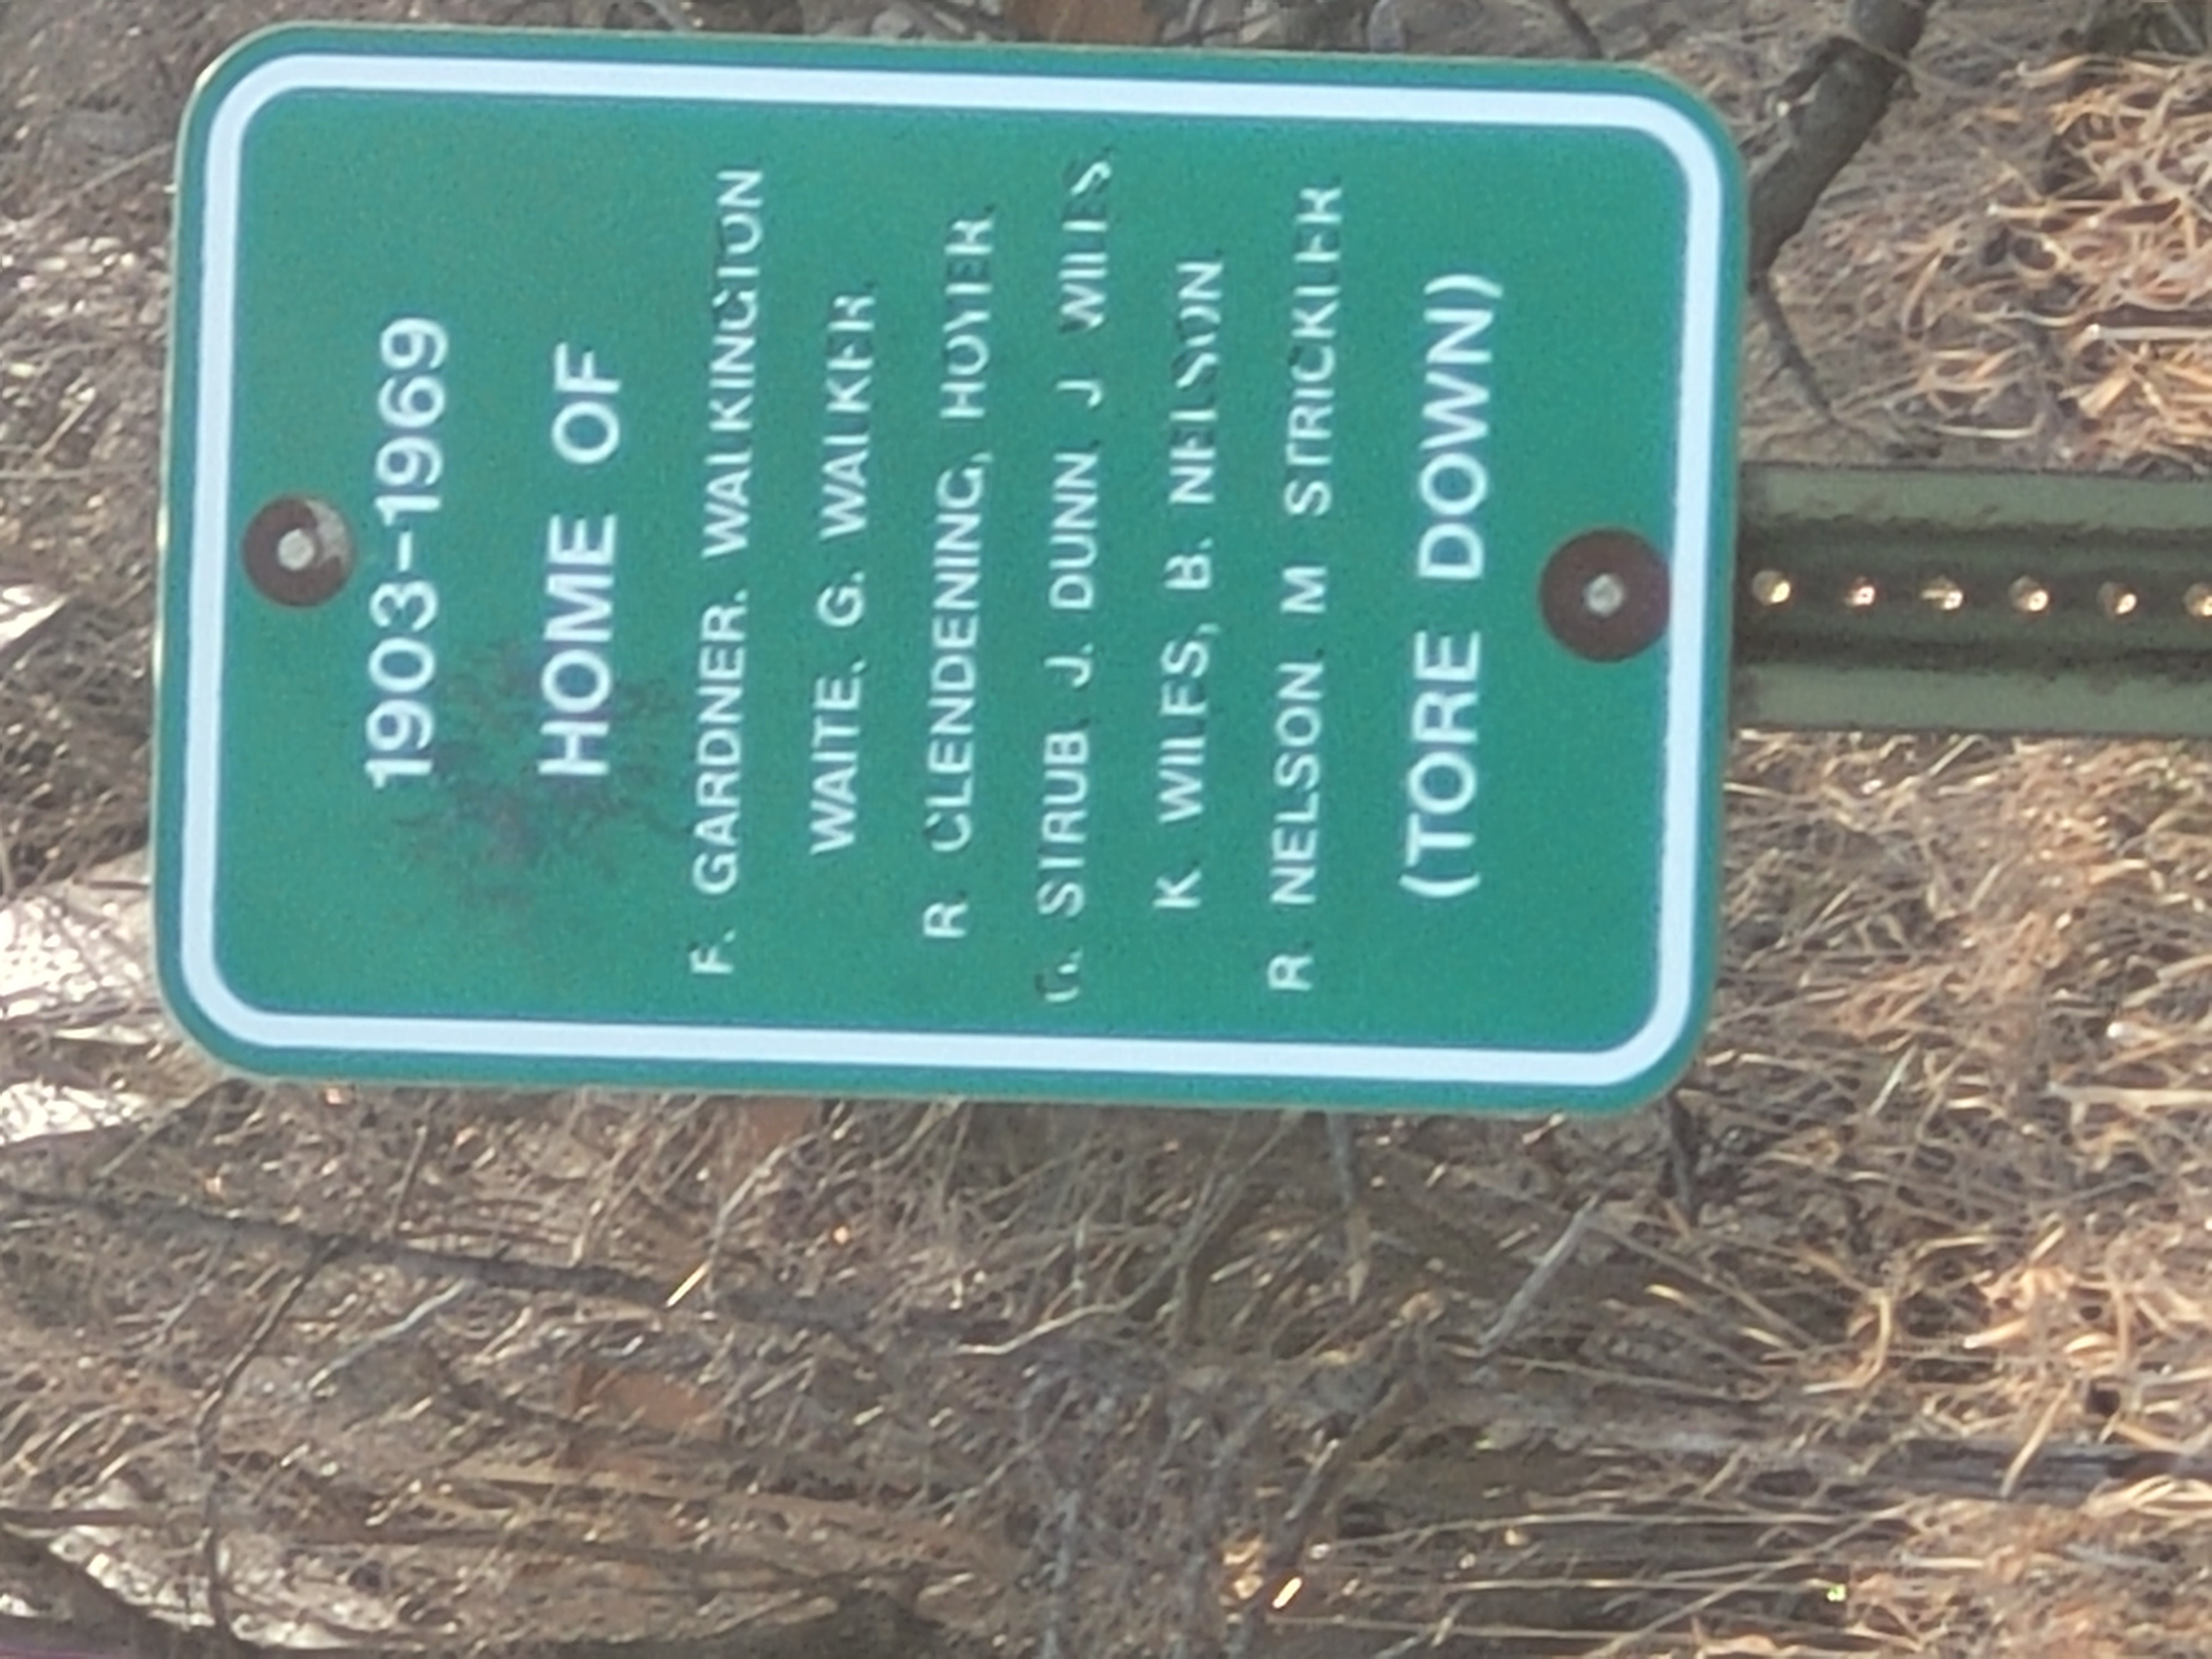 1903-1969
HOME OF
F. GARDNER, WALKINGTON
WAITE, G. WALKER,
R. CLENDENING, HOYER,
G. STRUB, J. DUNN, J. WILES,
K. WILES, B. NELSON,
R. NELSON, M. STRICKLER,
(TORE DOWN)